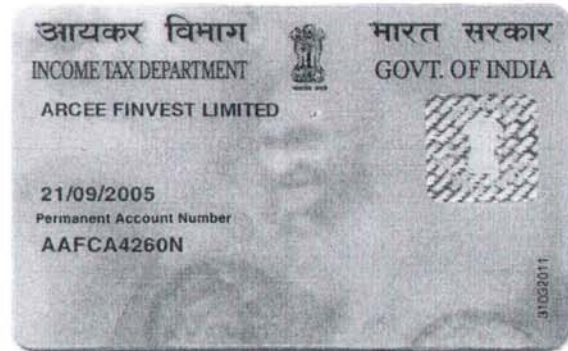 आयकर विभाग
भारत सरकार
INCOME TAX DEPARTMENT
GOVT. OF INDIA
ARCEE FINVEST LIMITED
21/09/2005
Permanent Account Number
AAFCA4260N
31032011